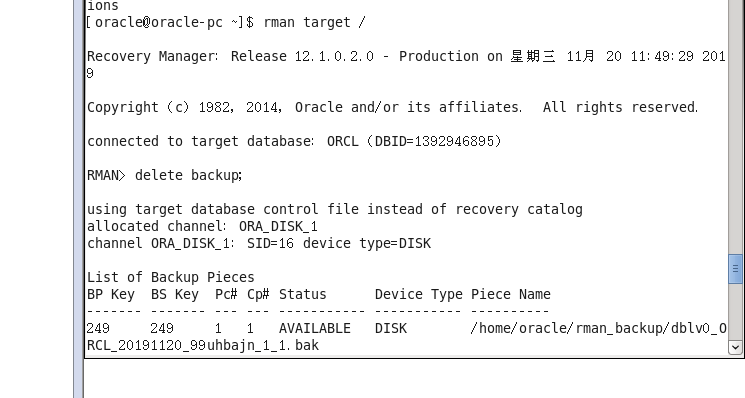 ions
[oracle@oracle-pc ~]$ rman target /
Recovery Manager: Release 12.1.0.2.0 - Production on 星期三 11月 20 11:49:29 201
9
Copyright (c) 1982, 2014, Oracle and/or its affiliates.  All rights reserved.
connected to target database: ORCL (DBID=1392946895)
RMAN> delete backup;
using target database control file instead of recovery catalog
allocated channel: ORA_DISK_1
channel ORA_DISK_1: SID=16 device type=DISK
List of Backup Pieces
BP Key  BS Key  Pc# Cp# Status      Device Type Piece Name
------- ------- --- --- ----------- ----------- ----------
249     249     1   1   AVAILABLE   DISK        /home/oracle/rman_backup/dblv0_O
RCL_20191120_99uhbajn_1_1.bak